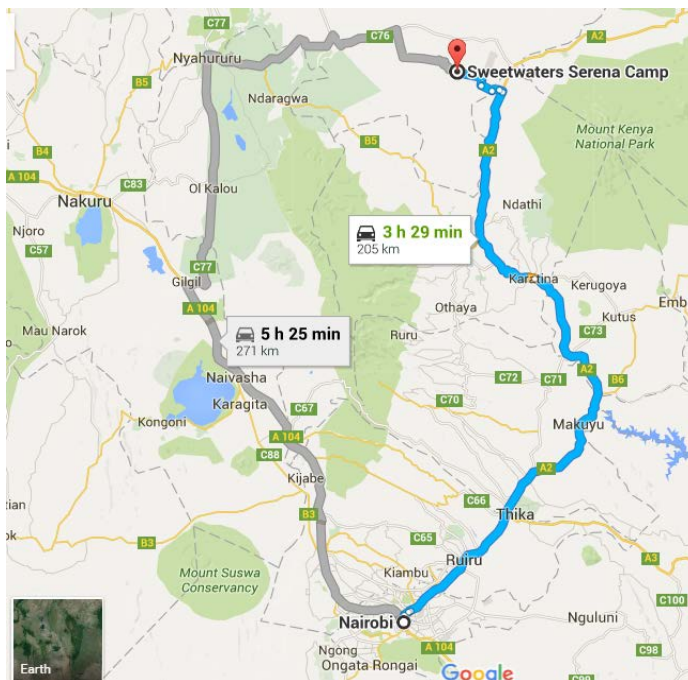 C77
C76
A2
Nyahururu
Sweetwaters Serena Camp
B5
Ndaragwa
Mount Kenya
National Park
B4
B5
A2
A 104
C83
Ol Kalou
Nakuru
Ndathi
Njoro
C57
3 h 29 min
205 km
C77
Gilgil
Karatina
Kerugoya
A 104
Othaya
Kutus
Emb
Mau Narok
5 h 25 min
271 km
Ruru
C73
Naivasha
C72
C71
A2
B6
Karagita
C67
C70
Makuyu
Kongoni
A 104
C88
Kijabe
A2
tian
C66
Thika
ok
B3
B3
C65
A3
Ruiru
Mount Suswa
Conservancy
Kiambu
C100
Nairobi
Nguluni
A 104
C98
Ngong
Ongata Rongai
Earth
Google
C99